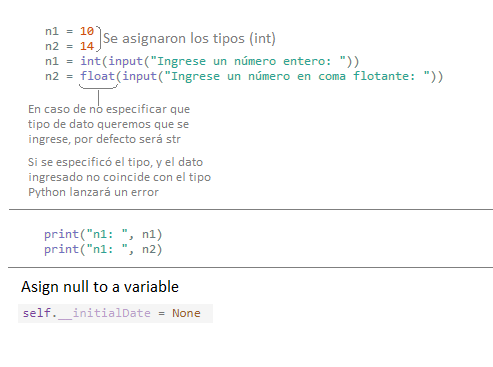 n1 = 10
n2 = 14
Se asignaron los tipos (int)
n1 = int(input("Ingrese un número entero: "))
n2 = float(input("Ingrese un número en coma flotante: "))
En caso de no especificar que
tipo de dato queremos que se
ingrese, por defecto será str
Si se especificó el tipo, y el dato
ingresado no coincide con el tipo
Python lanzará un error
print("n1: ", n1)
print("n1: ", n2)
Asign null to a variable
self.__initialDate = None